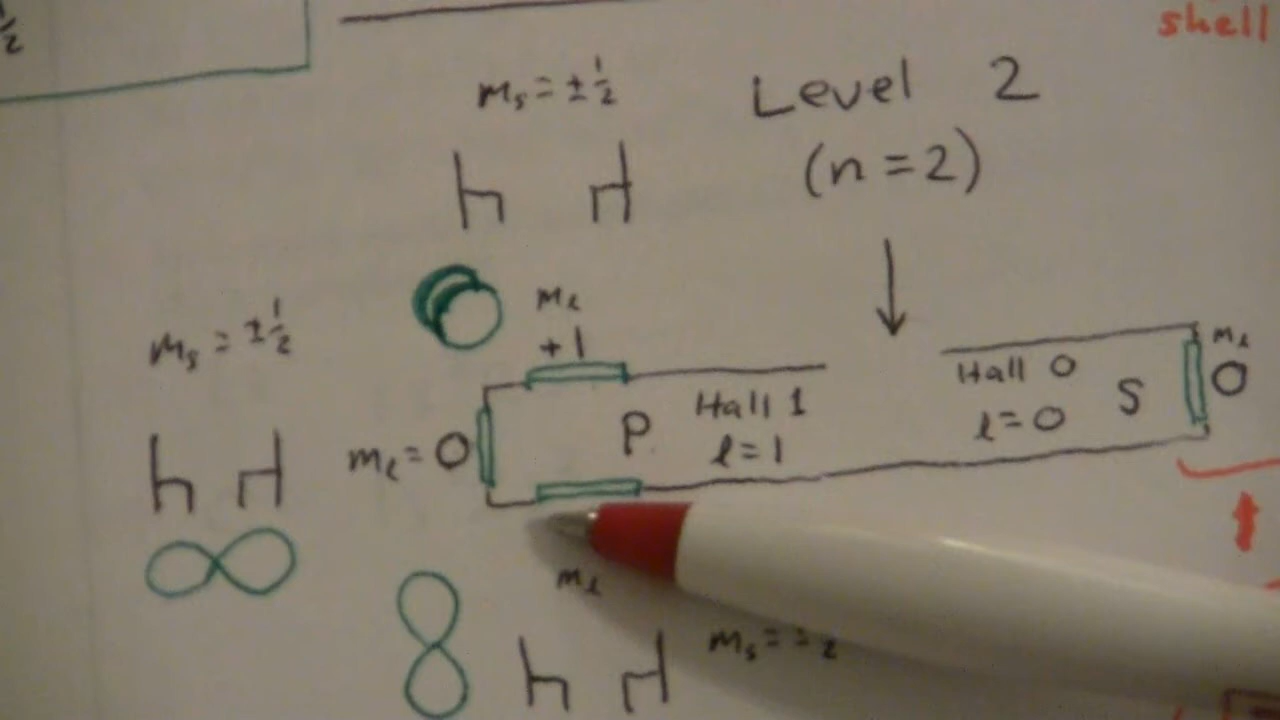 1/2
shell
ms = ± 1/2
Level 2
(n = 2)
ml
+1
ms = ± 1/2
ml
0
Hall 0
l = 0
S
Hall 1
l = 1
P
ml = 0
ml
ms =